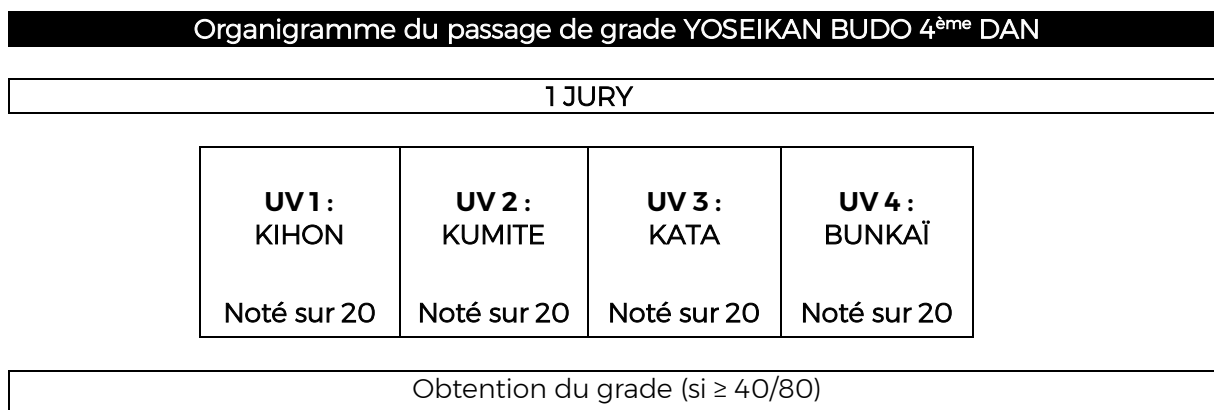 Organigramme du passage de grade YOSEIKAN BUDO 4ème DAN
1 JURY
UV 1 :
KIHON
Noté sur 20
UV 2 :
KUMITE
Noté sur 20
UV 3 :
KATA
Noté sur 20
UV 4 :
BUNKAÏ
Noté sur 20
Obtention du grade (si ≥ 40/80)